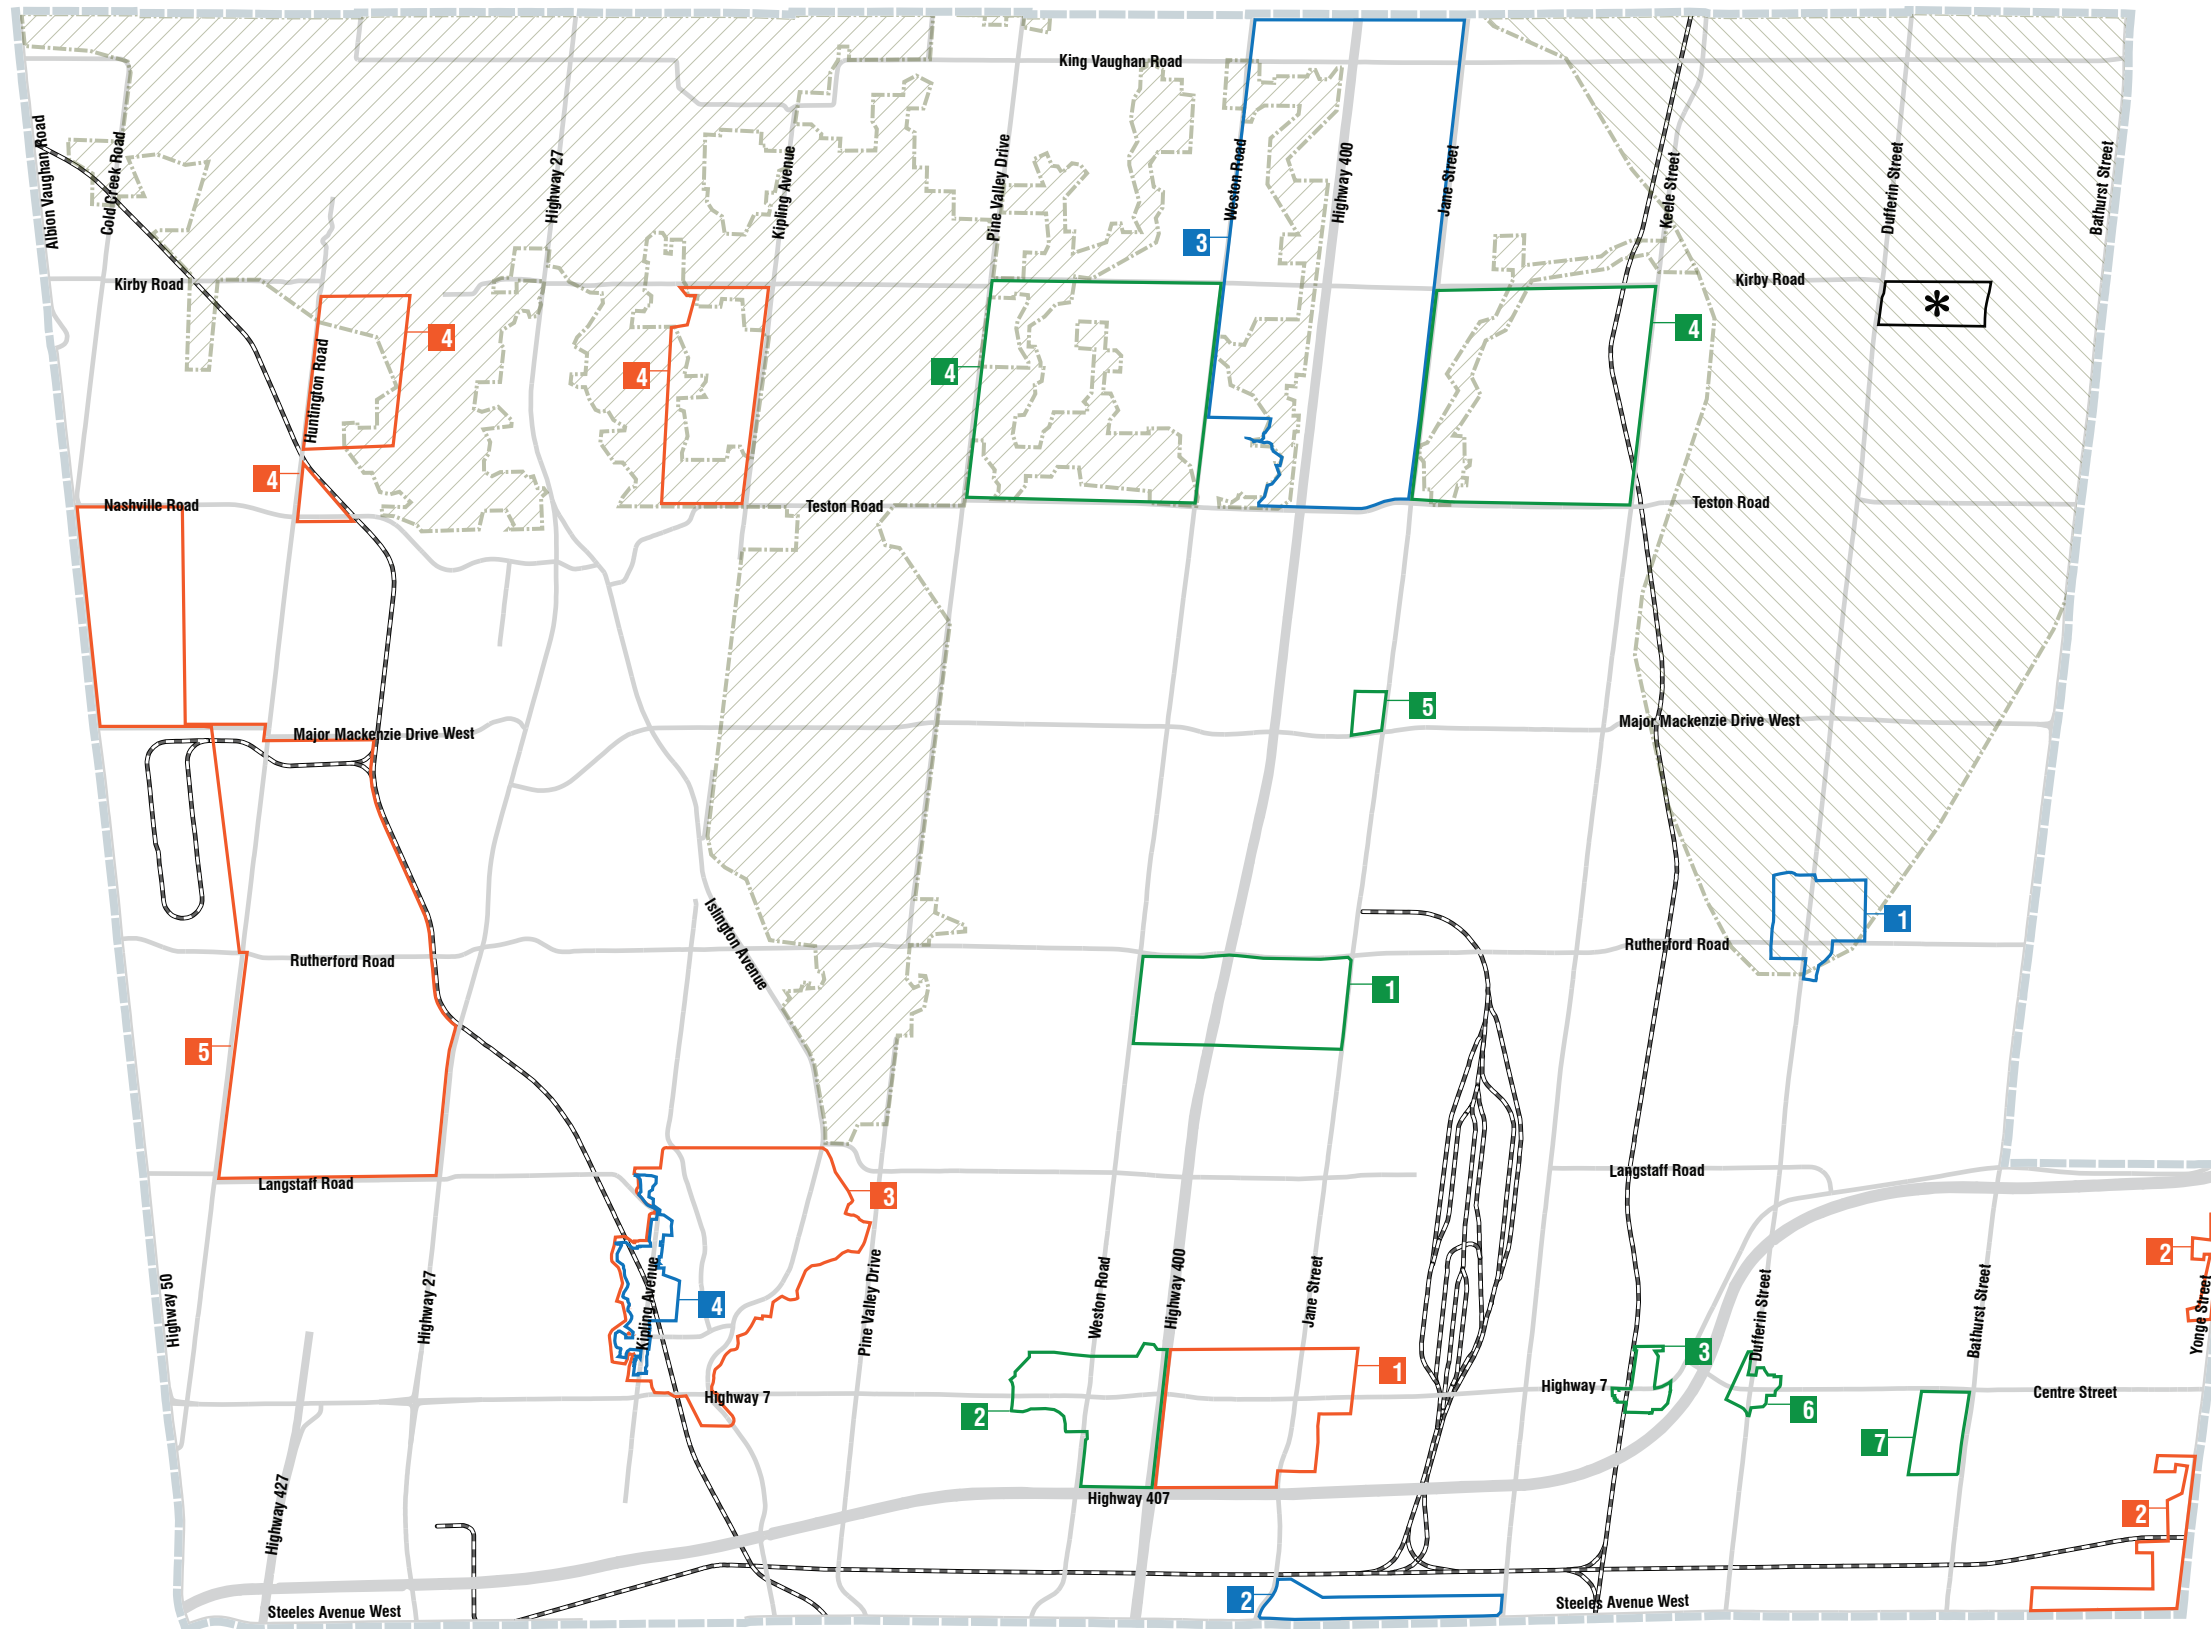 King Vaughan Road
Albion Vaughan Road
Cold Creek Road
Highway 27
Kipling Avenue
Pine Valley Drive
Weston Road
Highway 400
Jane Street
Keele Street
Dufferin Street
Bathurst Street
3
Kirby Road
Kirby Road
*
4
4
4
4
Huntington Road
4
Nashville Road
Teston Road
Teston Road
5
Major Mackenzie Drive West
Major Mackenzie Drive West
1
Islington Avenue
Rutherford Road
Rutherford Road
1
5
Langstaff Road
Langstaff Road
3
2
Highway 50
Highway 27
Kipling Avenue
4
Pine Valley Drive
Weston Road
Highway 400
Jane Street
Dufferin Street
Bathurst Street
Yonge Street
3
1
Highway 7
Highway 7
Centre Street
2
6
7
Highway 427
Highway 407
2
2
Steeles Avenue West
Steeles Avenue West